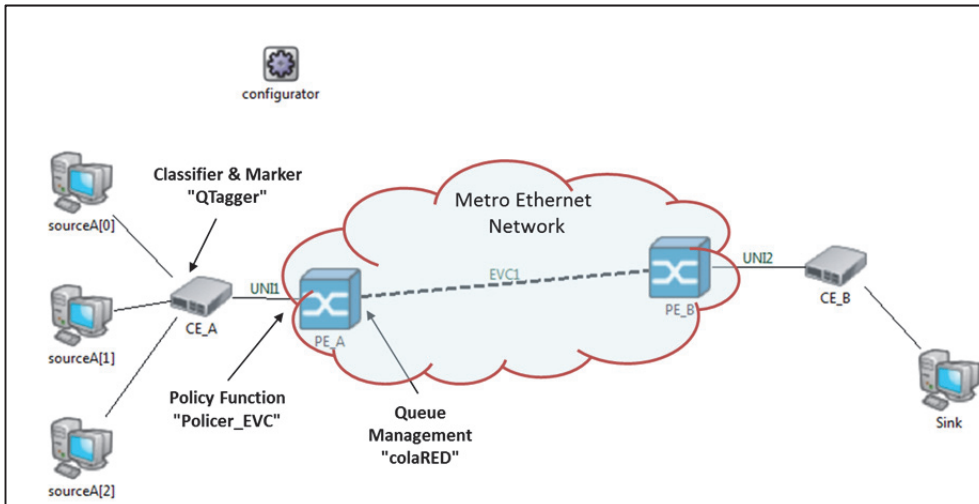 configurator
Classifier & Marker
"QTagger"
sourceA[0]
Metro Ethernet
Network
UNI1
EVC1
UNI2
CE_A
PE_A
PE_B
CE_B
sourceA[1]
Policy Function
"Policer_EVC"
Queue
Management
"colaRED"
Sink
sourceA[2]